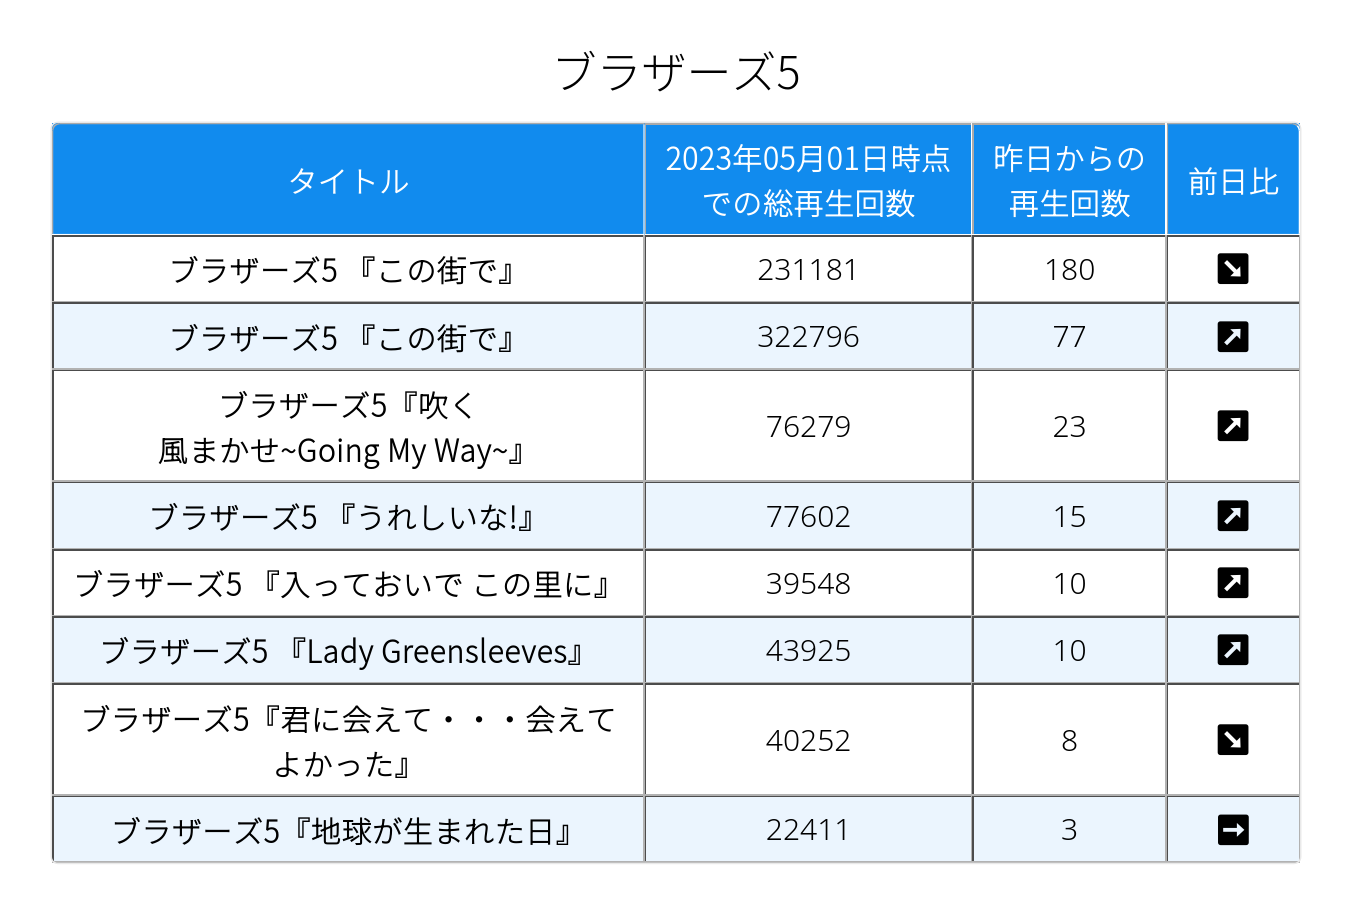 ブラザーズ5
タイトル
2023年05月01日時点
での総再生回数
昨日からの
再生回数
前日比
ブラザーズ5 『この街で』
231181
180
ブラザーズ5 『この街で』
322796
77
ブラザーズ5『吹く
風まかせ~Going My Way~』
76279
23
ブラザーズ5 『うれしいな!』
77602
15
ブラザーズ5 『入っておいで この里に』
39548
10
ブラザーズ5 『Lady Greensleeves』
43925
10
ブラザーズ5『君に会えて・・・会えて
よかった』
40252
8
ブラザーズ5『地球が生まれた日』
22411
3